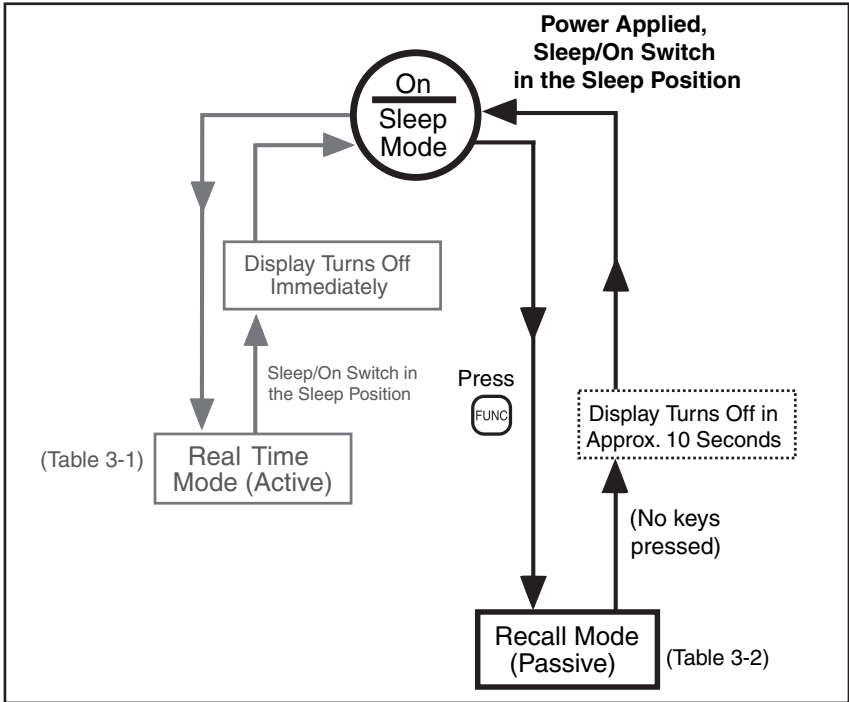 Power Applied,
Sleep/On Switch
in the Sleep Position
On
Sleep
Mode
Display Turns Off
Immediately
Sleep/On Switch in
the Sleep Position
(Table 3-1)
Real Time
Mode (Active)
Press
FUNC
Display Turns Off in
Approx. 10 Seconds
(No keys
pressed)
Recall Mode
(Passive)
(Table 3-2)